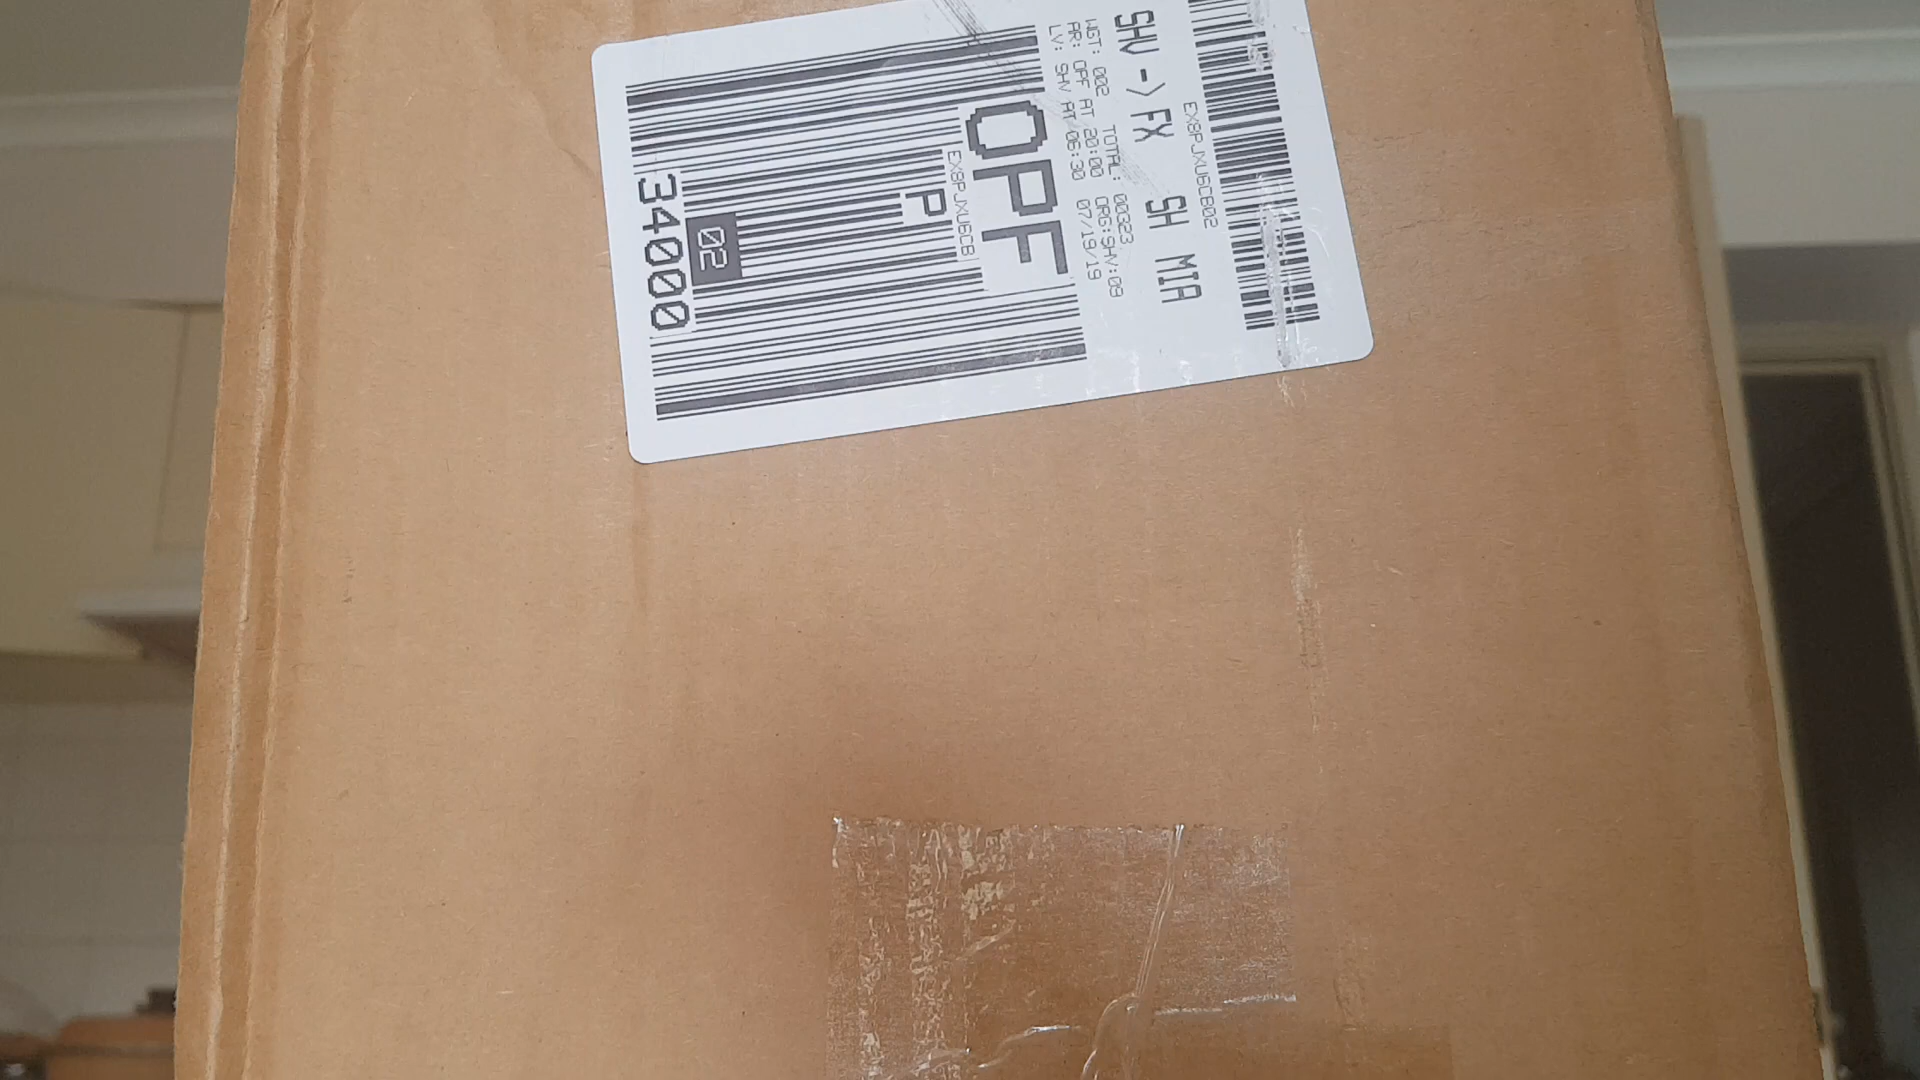 EX8PJXU6CB02
SHV -> FX SH MIA
WGT: 002 TOTAL: 00323
AR: OPF AT 20:00 ORG:SHV:09
LV: SHV AT 06:30 07/19/19
OPF
EX8PJXU6CB
P
02
34000